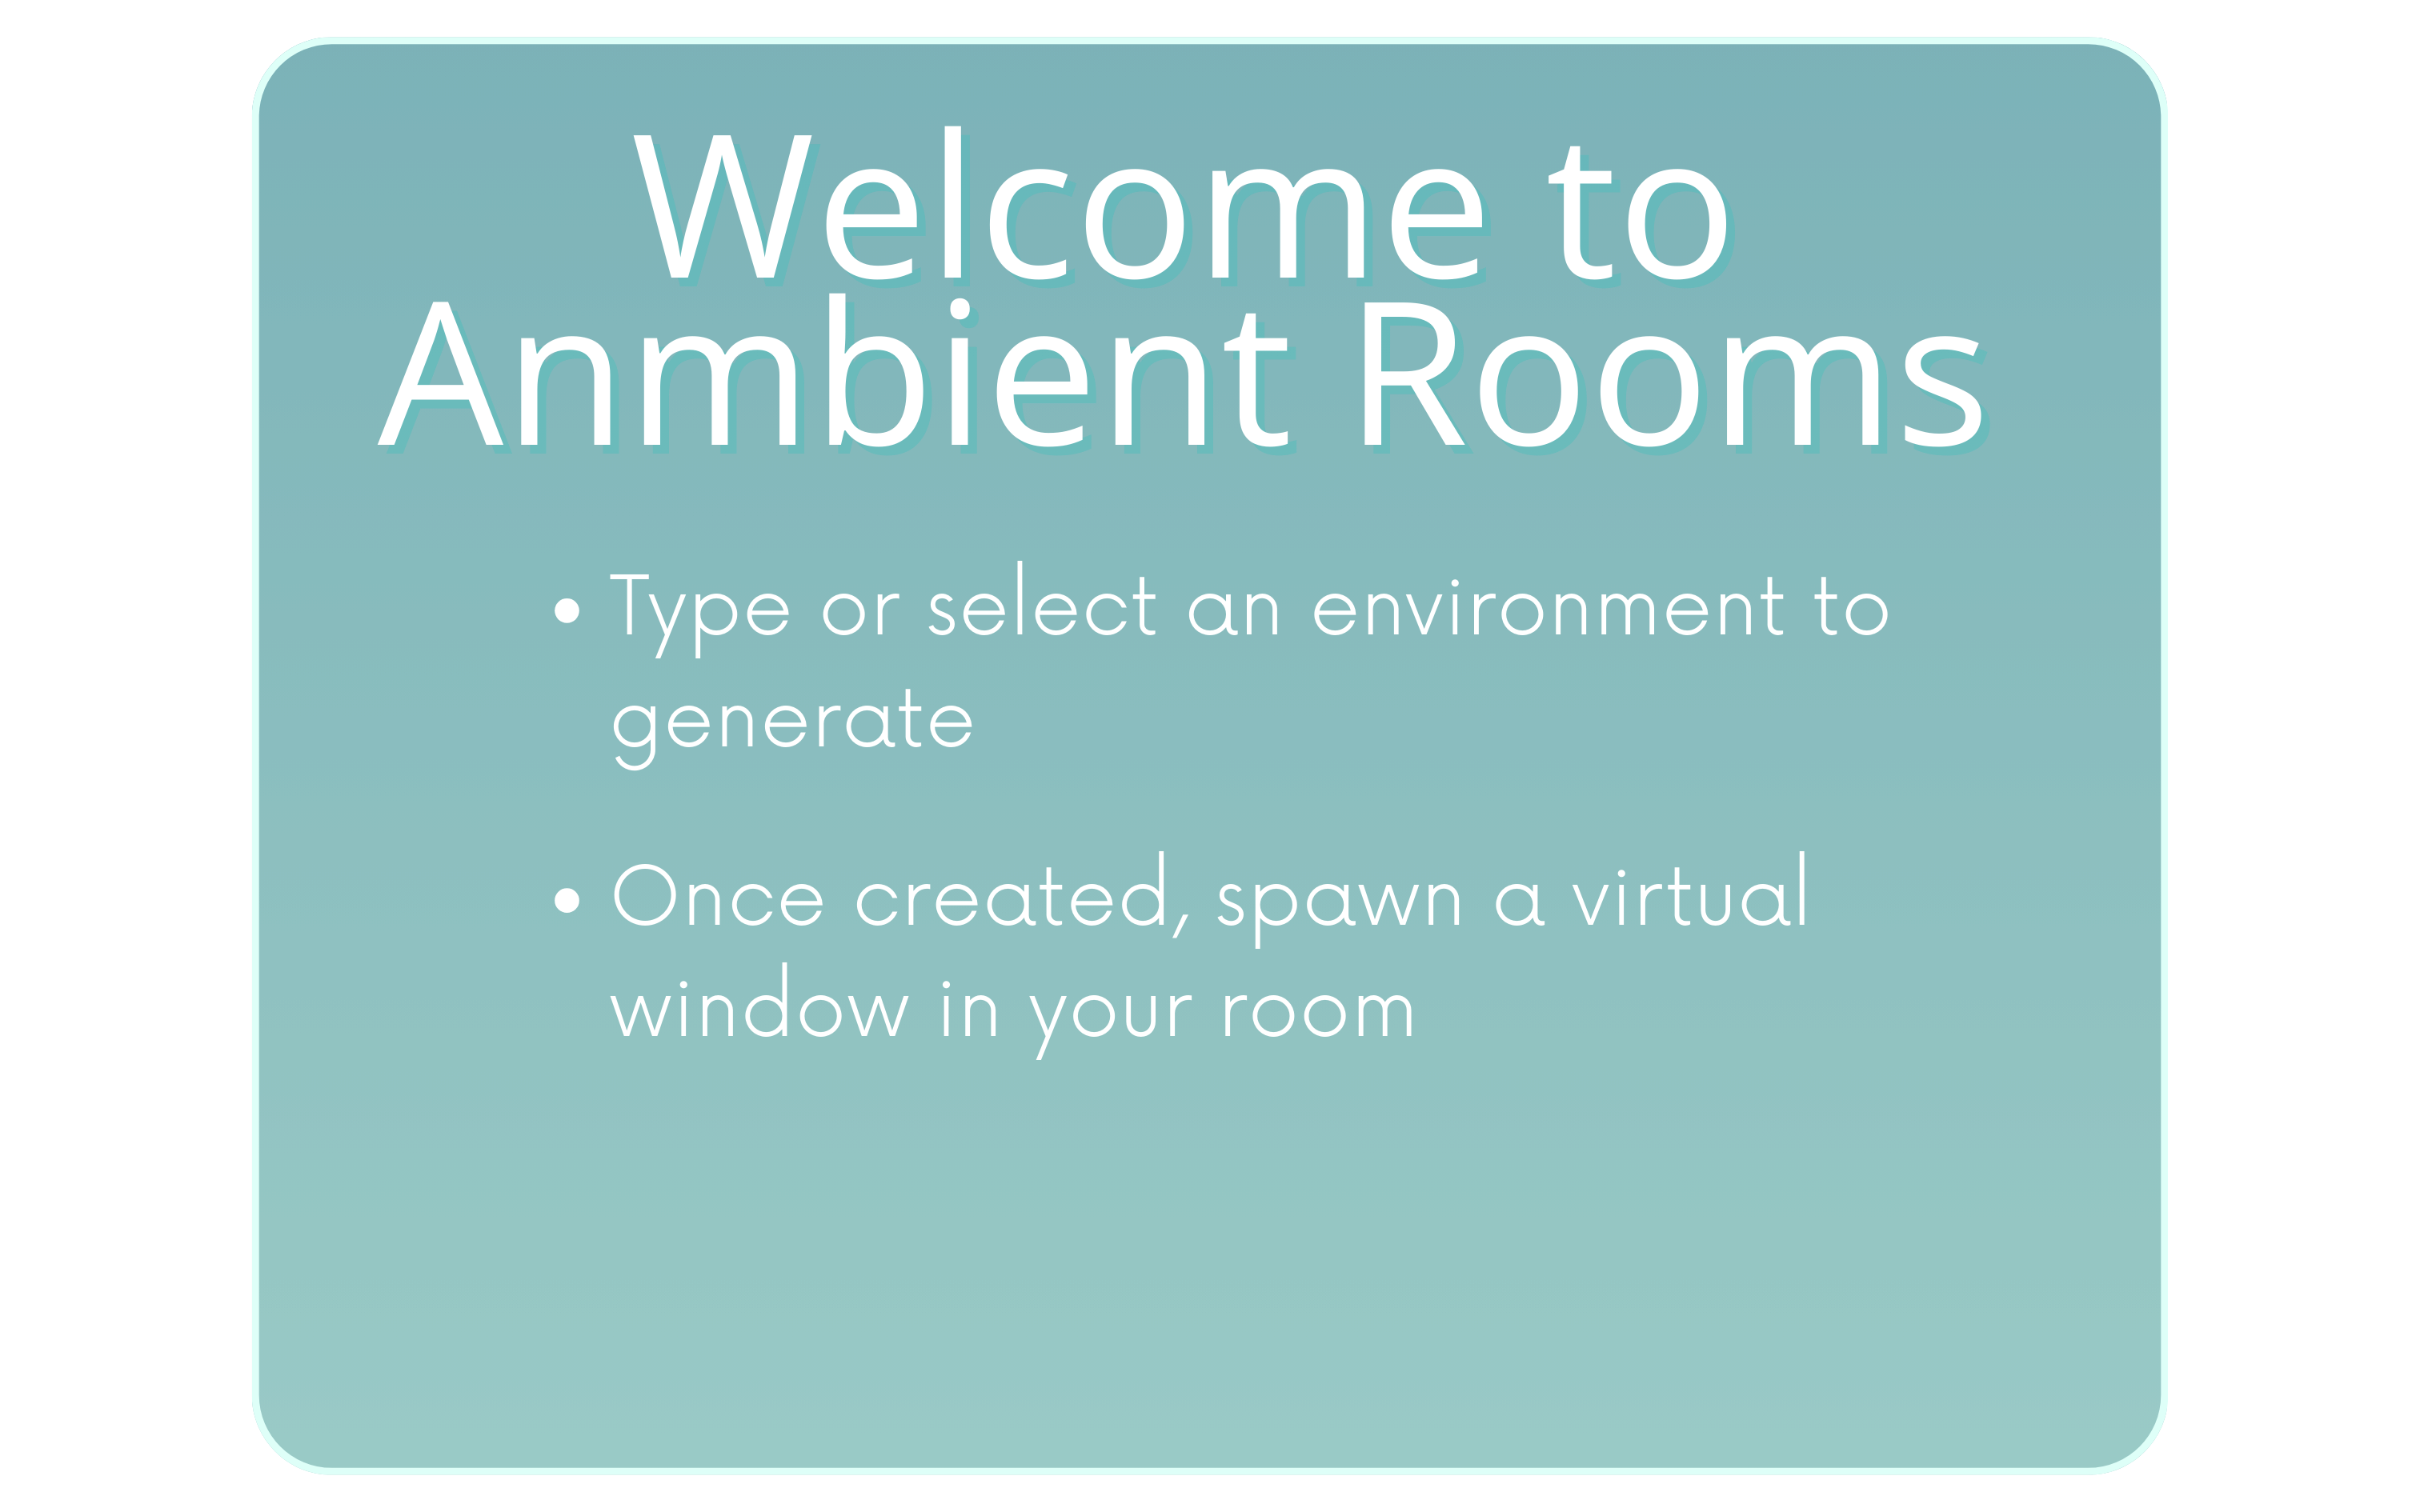 Welcome to
Anmbient Rooms
• Type or select an environment to
generate
• Once created, spawn a virtual
window in your room